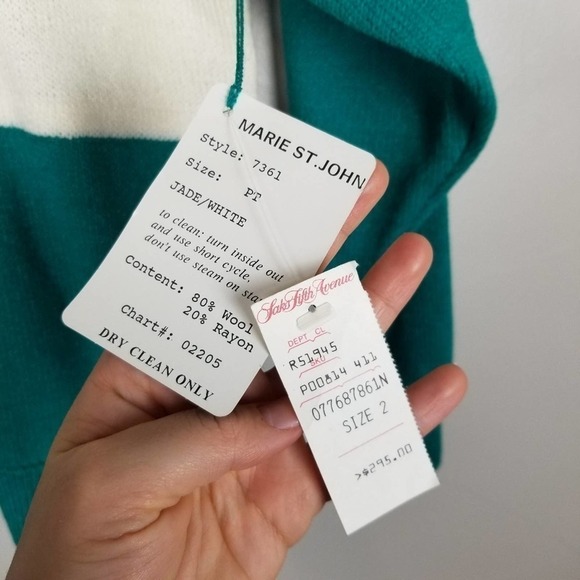 MARIE ST.JOHN
Style: 7361
Size: PT
JADE/WHITE
to clean: turn inside out
and use short cycle,
don't use steam on
Content: 80% Wool
20% Rayon
Chart#: 02205
DRY CLEAN ONLY
Saks Fifth Avenue
DEPT CL
R51945
SKU
P00814 411
077687861N
SIZE 2
>$295.00